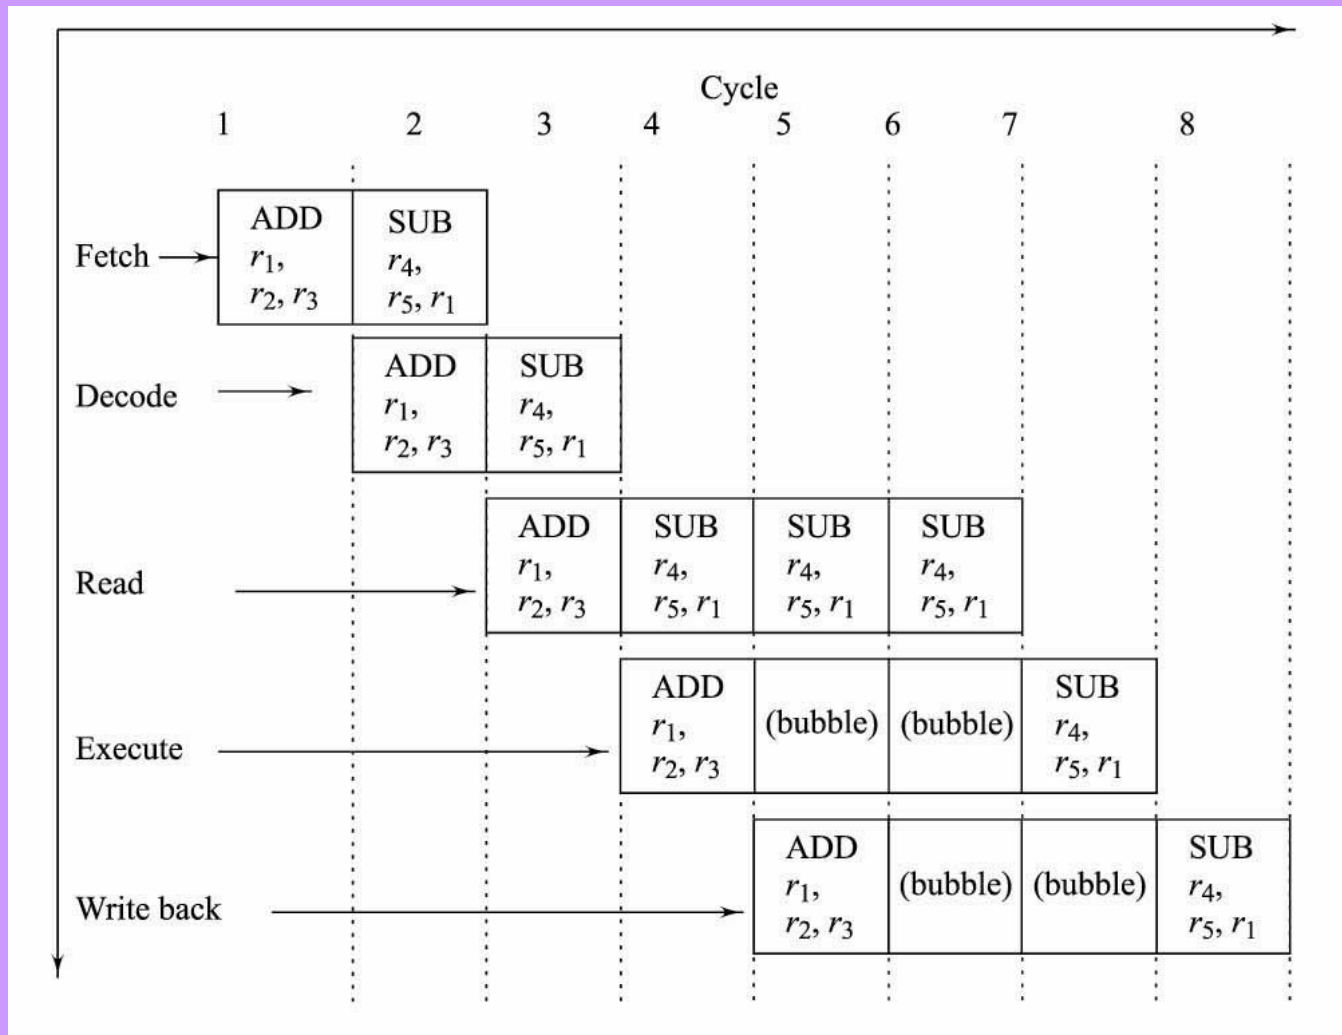 Cycle
1 2 3 4 5 6 7 8
Fetch
ADD
r1,
r2, r3
SUB
r4,
r5, r1
Decode
ADD
r1,
r2, r3
SUB
r4,
r5, r1
Read
ADD
r1,
r2, r3
SUB
r4,
r5, r1
SUB
r4,
r5, r1
SUB
r4,
r5, r1
Execute
ADD
r1,
r2, r3
(bubble)
(bubble)
SUB
r4,
r5, r1
Write back
ADD
r1,
r2, r3
(bubble)
(bubble)
SUB
r4,
r5, r1